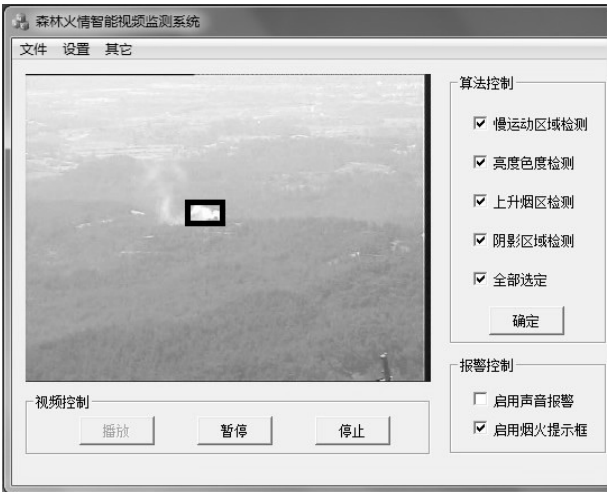 森林火情智能视频监测系统
文件 设置 其它
算法控制
慢运动区域检测
亮度色度检测
上升烟区检测
阴影区域检测
全部选定
确定
报警控制
启用声音报警
启用烟火提示框
视频控制
播放 暂停 停止